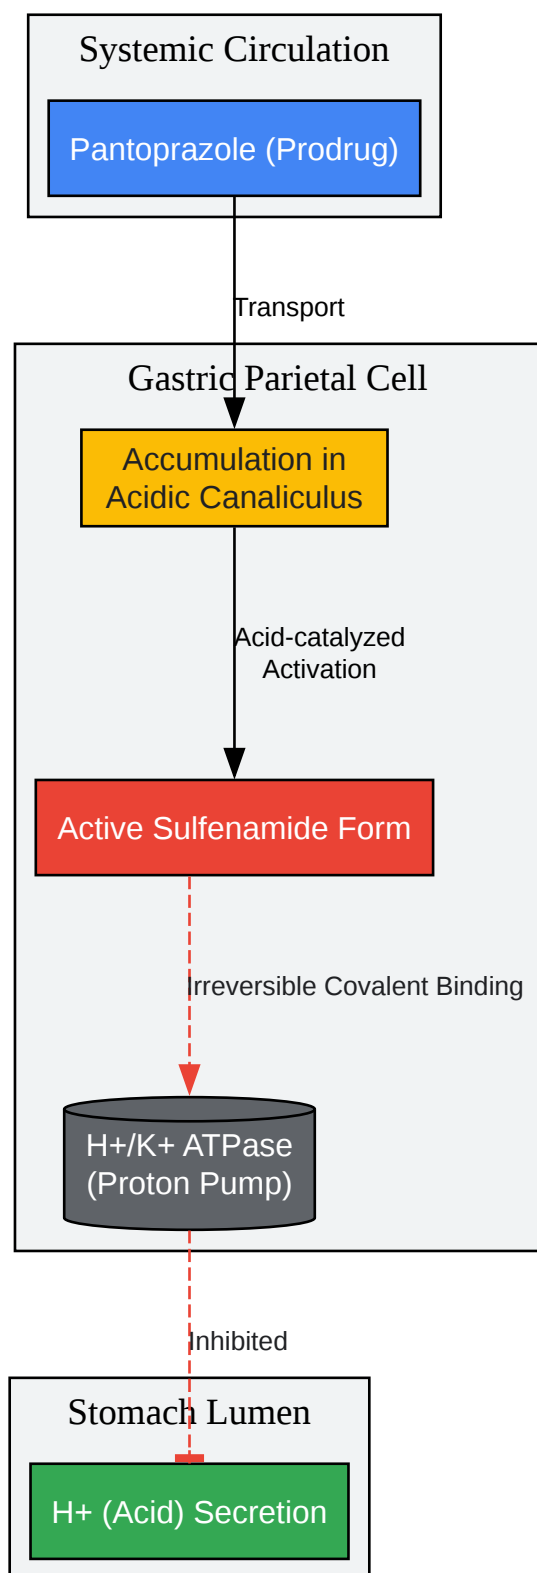 Systemic Circulation
Pantoprazole (Prodrug)
Transport
Gastric Parietal Cell
Accumulation in
Acidic Canaliculus
Acid-catalyzed
Activation
Active Sulfenamide Form
Irreversible Covalent Binding
H+/K+ ATPase
(Proton Pump)
Inhibited
Stomach Lumen
H+ (Acid) Secretion